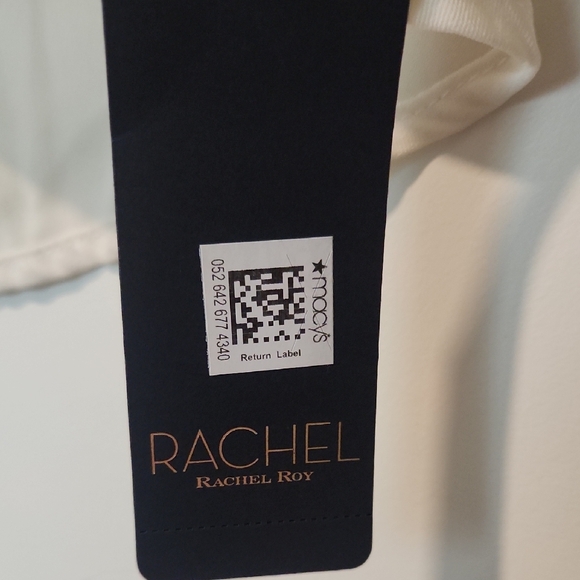 ★macy's
052 642 677 4340
Return Label
RACHEL
RACHEL ROY